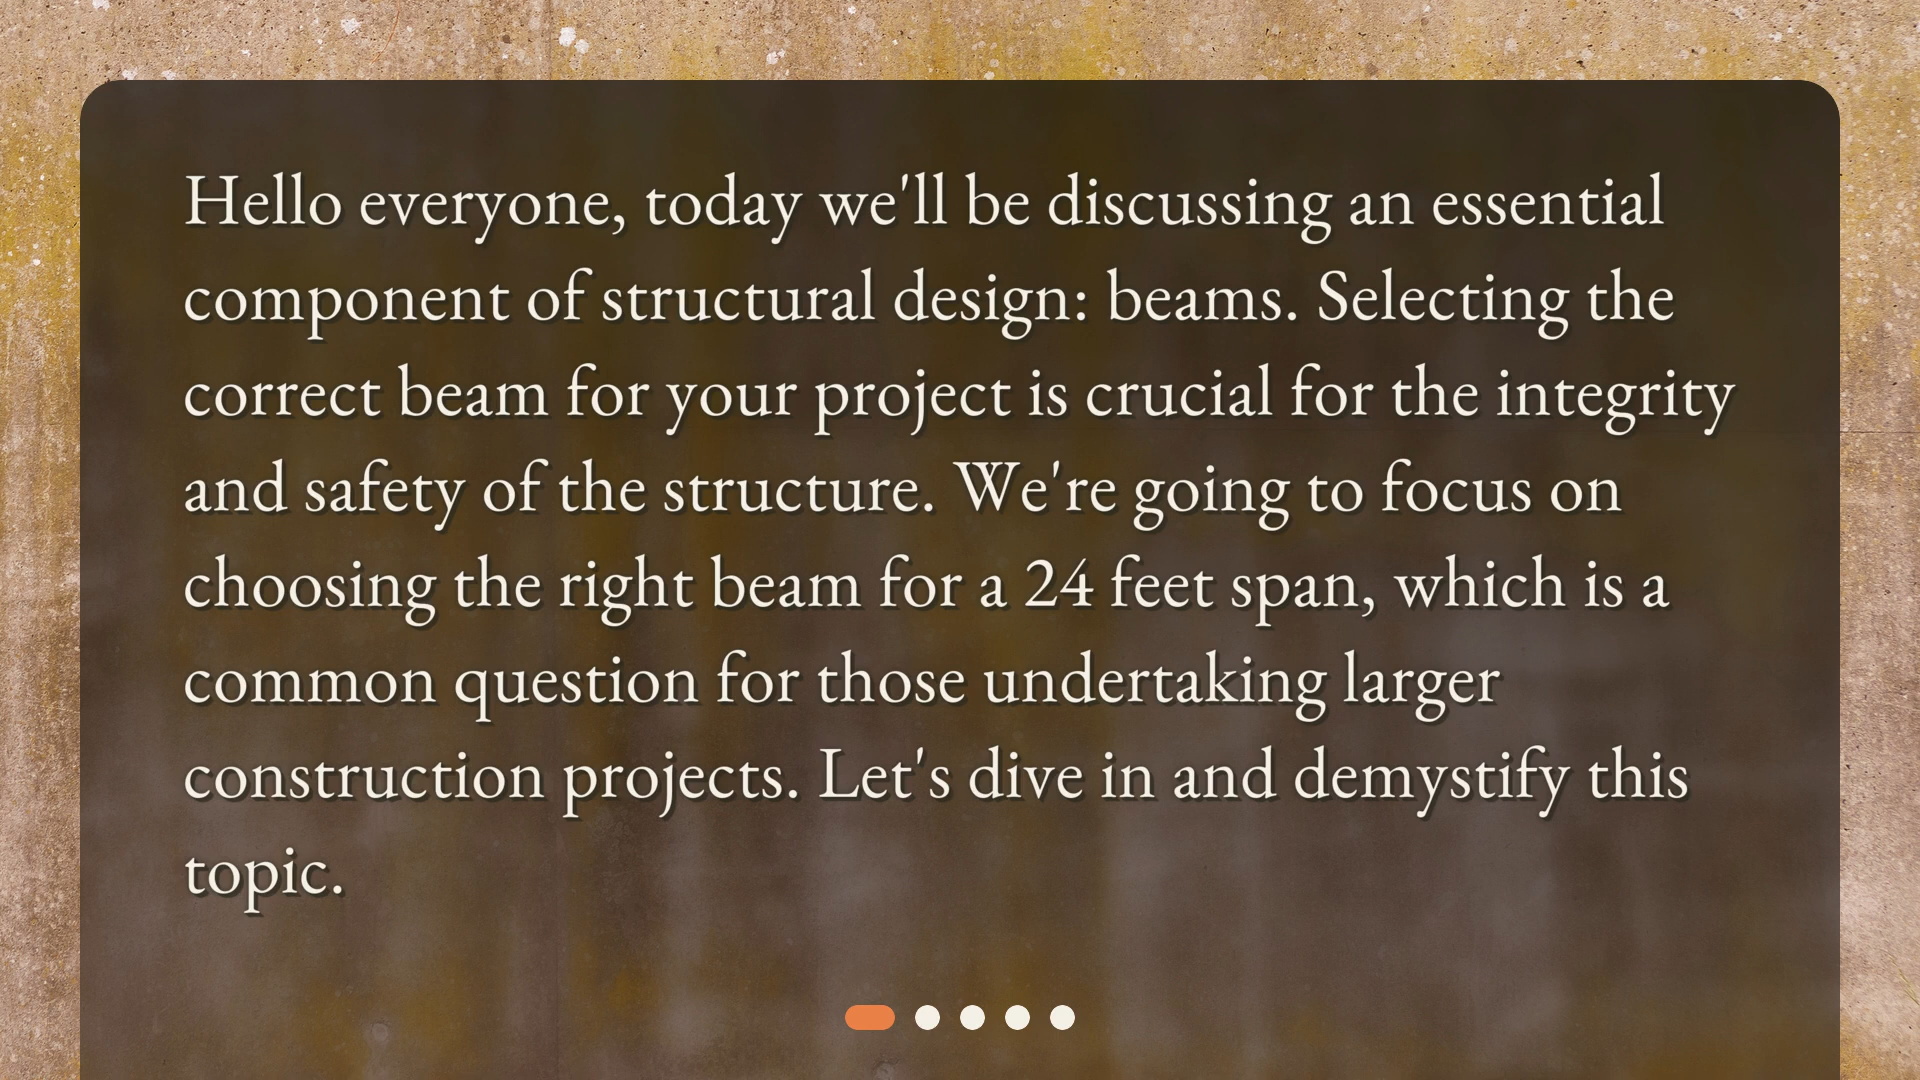 Hello everyone, today we'll be discussing an essential
component of structural design: beams. Selecting the
correct beam for your project is crucial for the integrity
and safety of the structure. We're going to focus on
choosing the right beam for a 24 feet span, which is a
common question for those undertaking larger
construction projects. Let's dive in and demystify this
topic.